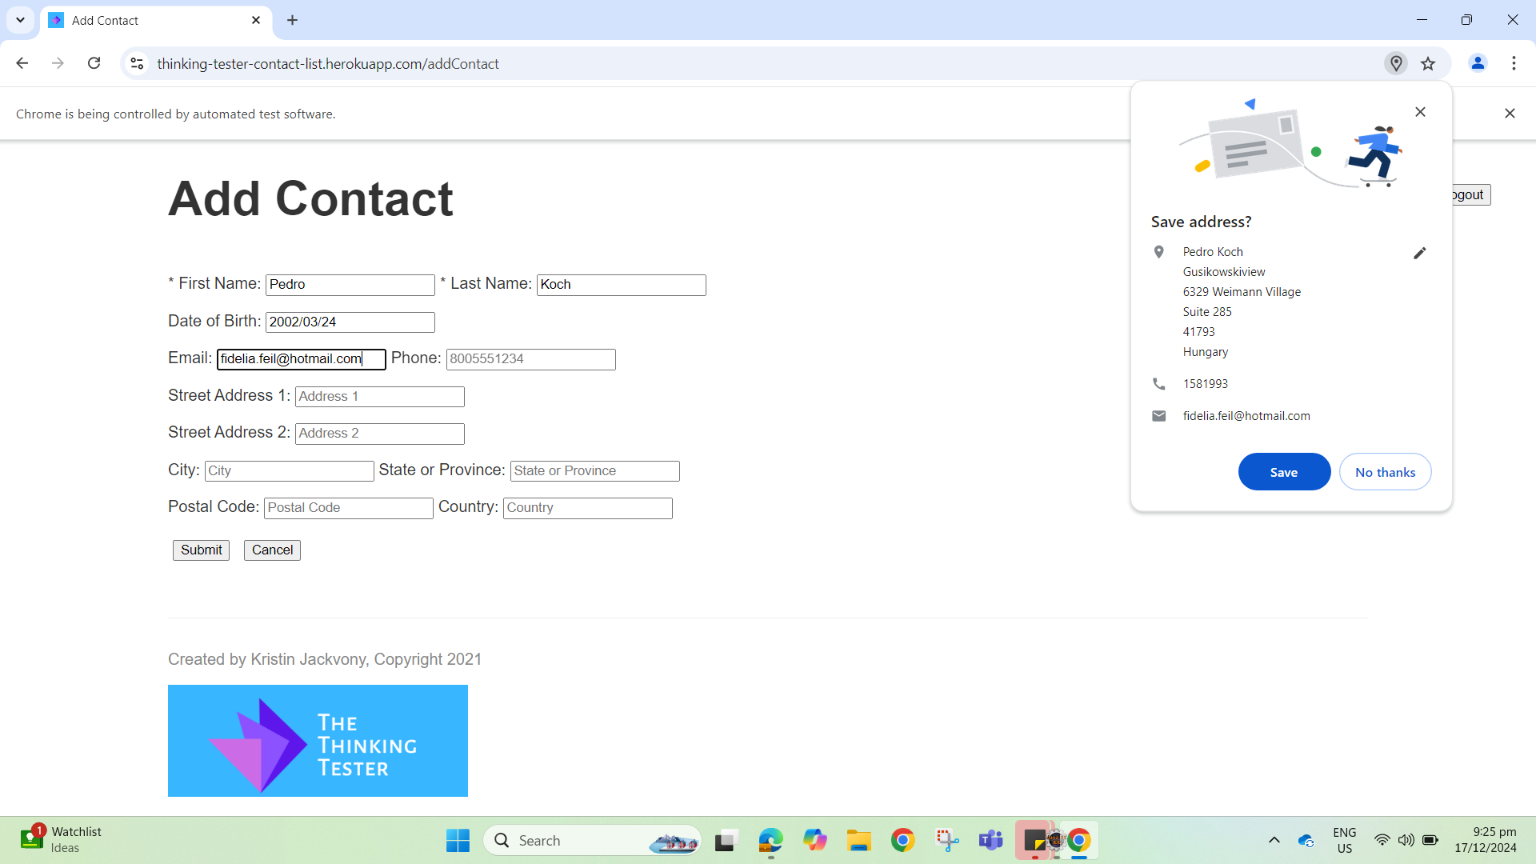 Add Contact
thinking-tester-contact-list.herokuapp.com/addContact
Chrome is being controlled by automated test software.
Add Contact
ogout
* First Name: Pedro * Last Name: Koch
Date of Birth: 2002/03/24
Email: fidelia.feil@hotmail.com Phone: 8005551234
Street Address 1: Address 1
Street Address 2: Address 2
City: City State or Province: State or Province
Postal Code: Postal Code Country: Country
Submit Cancel
Save address?
Pedro Koch
Gusikowskiview
6329 Weimann Village
Suite 285
41793
Hungary
1581993
fidelia.feil@hotmail.com
Save No thanks
Created by Kristin Jackvony, Copyright 2021
THE
THINKING
TESTER
1 Watchlist
Ideas
Search
ENG
US
9:25 pm
17/12/2024